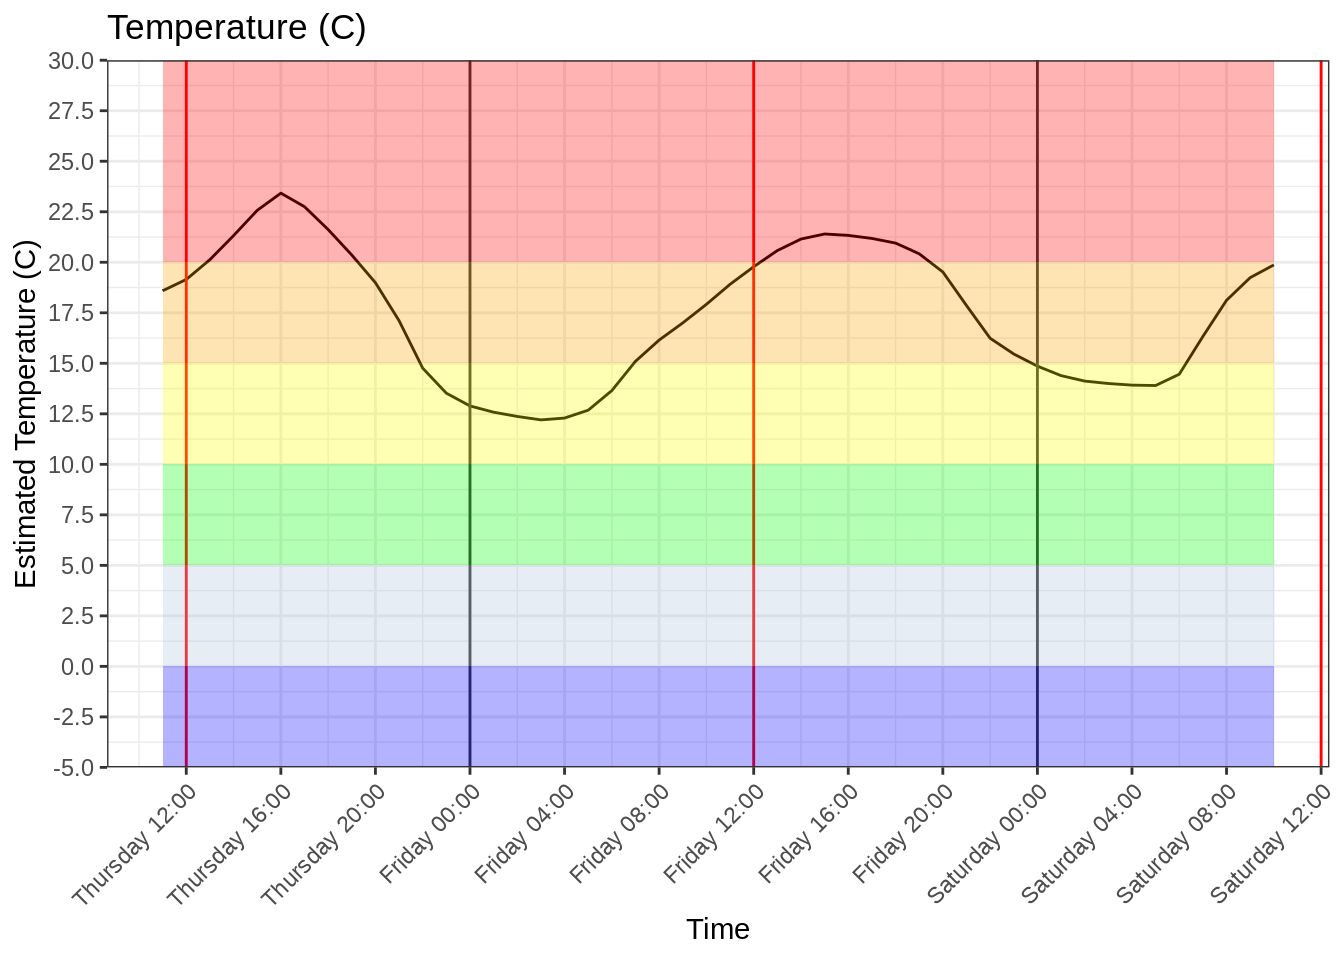 Temperature (C)
30.0
27.5
25.0
22.5
20.0
17.5
15.0
12.5
10.0
7.5
5.0
2.5
0.0
-2.5
-5.0
Estimated Temperature (C)
Thursday 12:00
Thursday 16:00
Thursday 20:00
Friday 00:00
Friday 04:00
Friday 08:00
Friday 12:00
Friday 16:00
Friday 20:00
Saturday 00:00
Saturday 04:00
Saturday 08:00
Saturday 12:00
Time